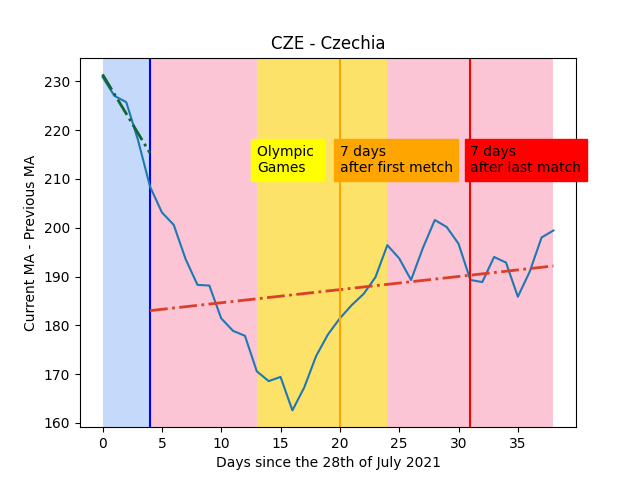 CZE - Czechia
Current MA - Previous MA
230
220
210
200
190
180
170
160
Olympic
Games
7 days
after first metch
7 days
after last match
0
5
10
15
20
25
30
35
Days since the 28th of July 2021